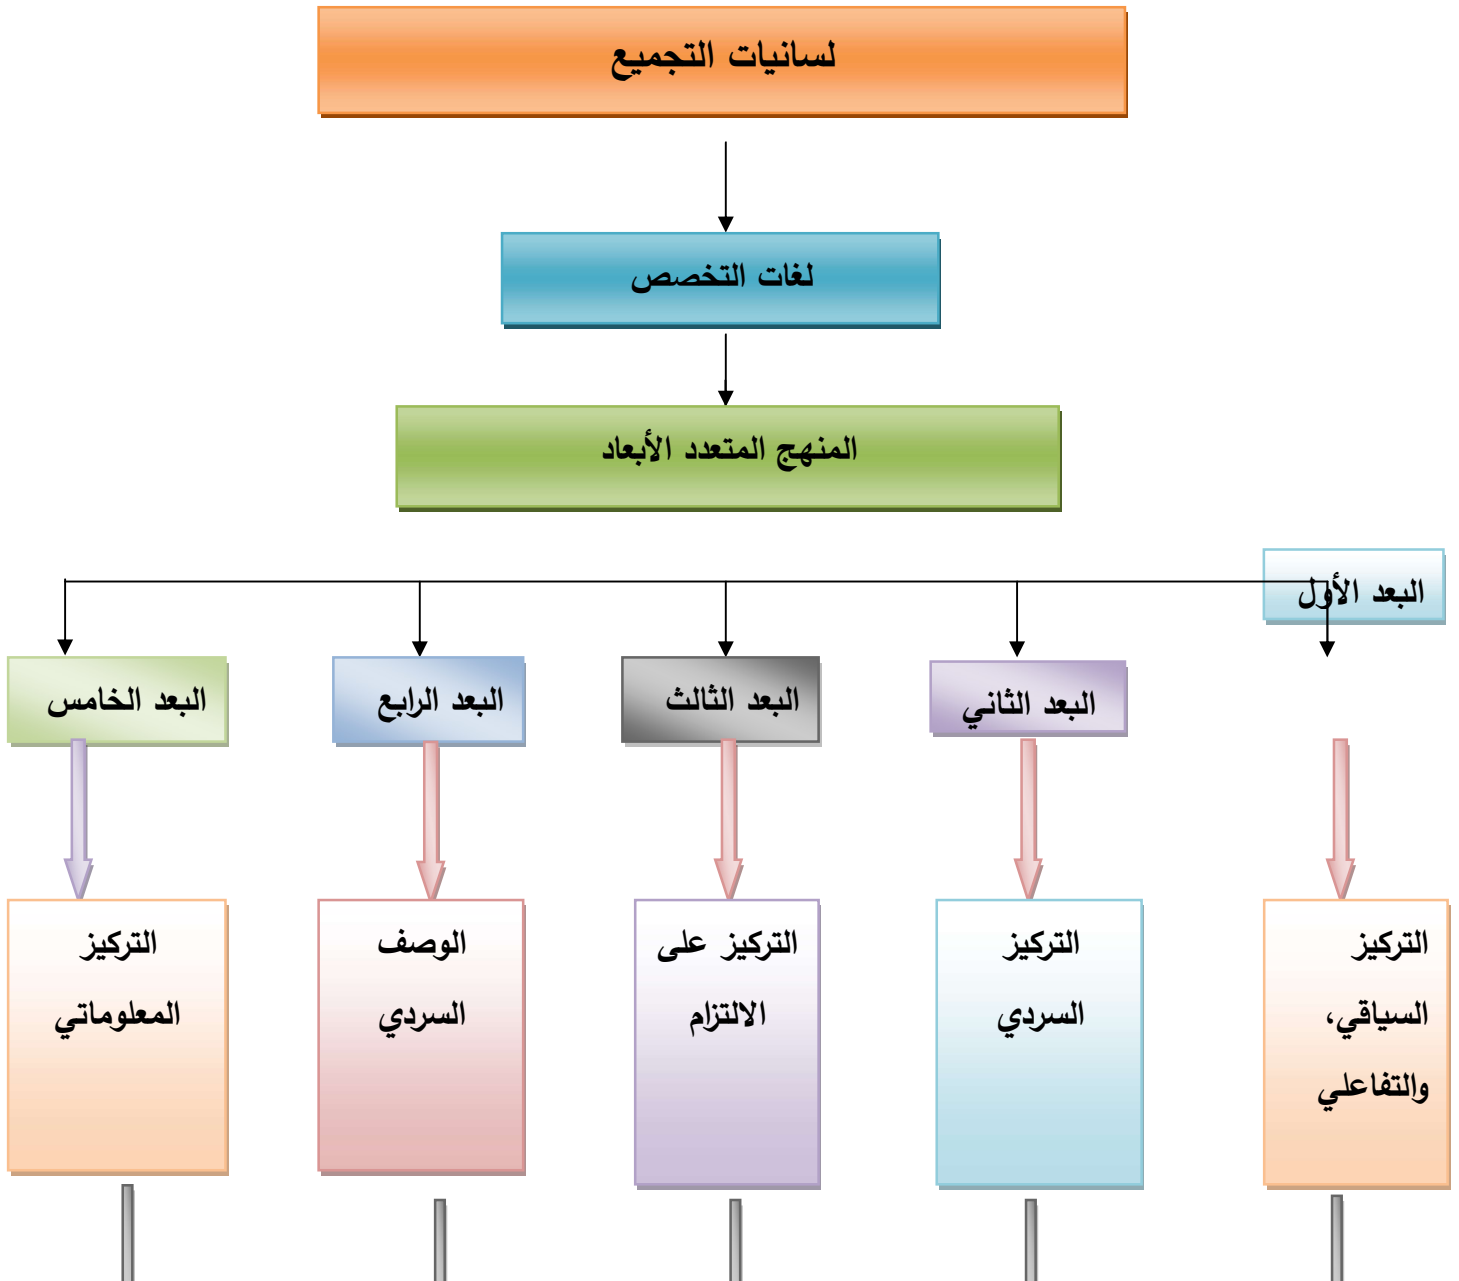 لسانيات التجميع
لغات التخصص
المنهج المتعدد الأبعاد
البعد الأول
البعد الثاني
البعد الثالث
البعد الرابع
البعد الخامس
التركيز
السياقي،
والتفاعلي
التركيز
السردي
التركيز على
الالتزام
الوصف
السردي
التركيز
المعلوماتي